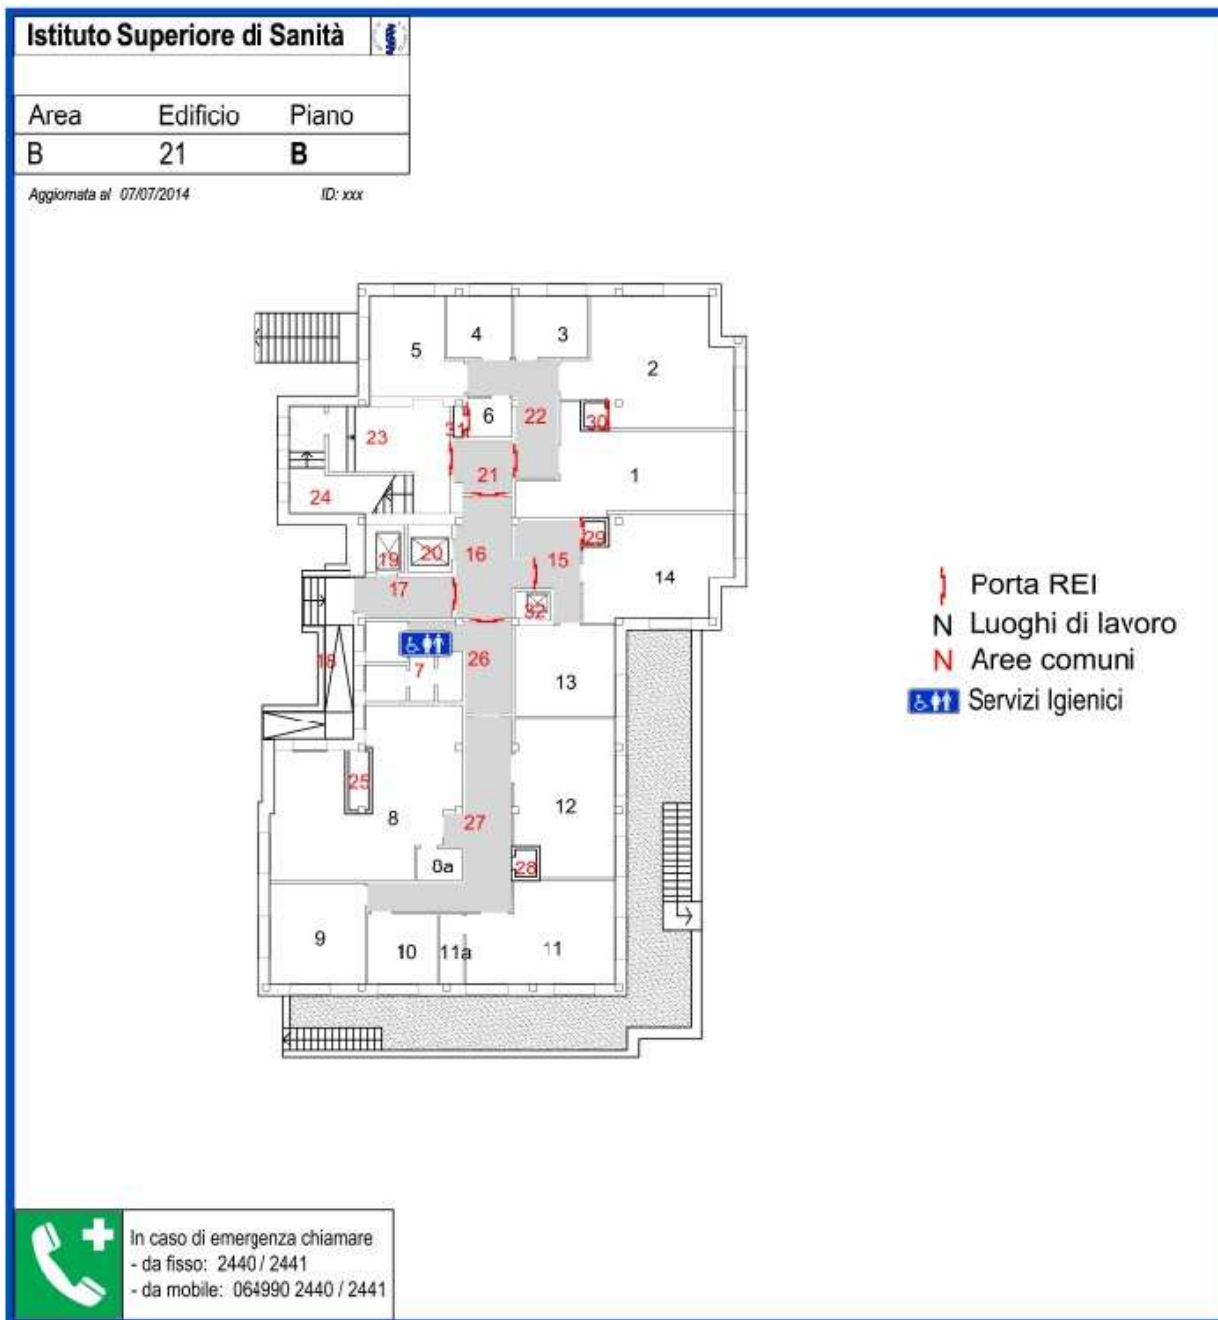 Istituto Superiore di Sanità
Area Edificio Piano
B 21 B
Aggiornata al 07/07/2014 ID: xxx
4 3
5 2
6 22 30
31
23
21 1
24
16 15 29
19 20
17 14
32
18 7 26
13
25
8 27 12
8a 28
9 10 11a 11
Porta REI
N Luoghi di lavoro
N Aree comuni
Servizi Igienici
In caso di emergenza chiamare
- da fisso: 2440 / 2441
- da mobile: 064990 2440 / 2441